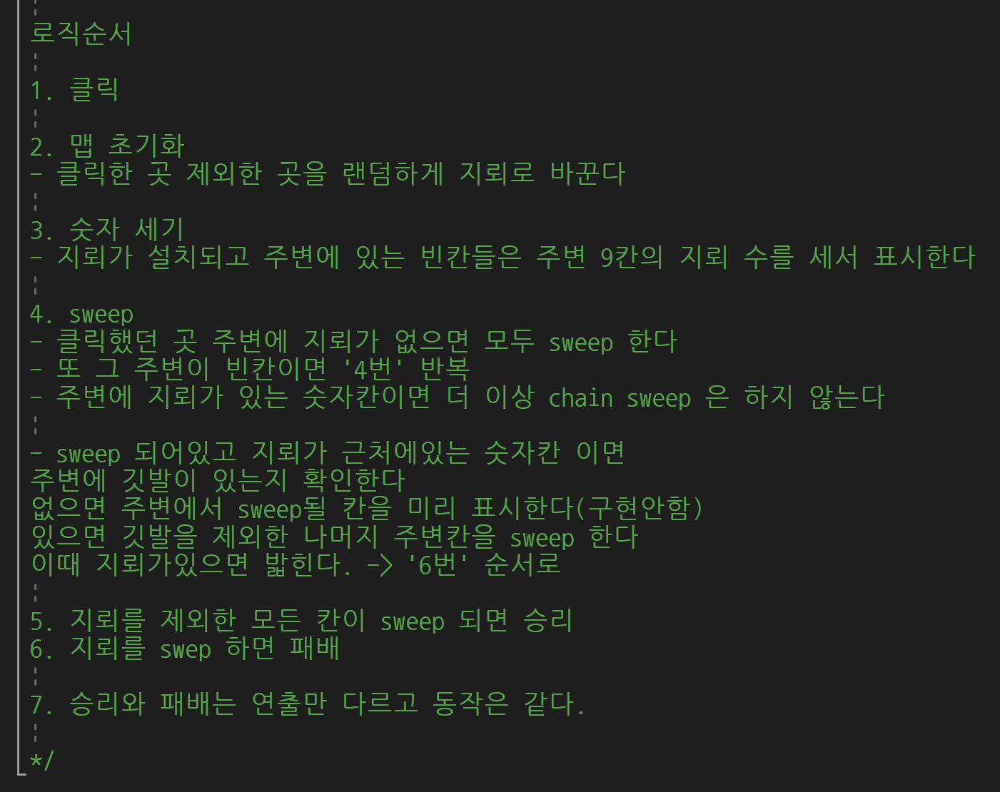 로직순서
1. 클릭
2. 맵 초기화
- 클릭한 곳 제외한 곳을 랜덤하게 지뢰로 바꾼다
3. 숫자 세기
- 지뢰가 설치되고 주변에 있는 빈칸들은 주변 9칸의 지뢰 수를 세서 표시한다
4. sweep
- 클릭했던 곳 주변에 지뢰가 없으면 모두 sweep 한다
- 또 그 주변이 빈칸이면 '4번' 반복
- 주변에 지뢰가 있는 숫자칸이면 더 이상 chain sweep 은 하지 않는다
- sweep 되어있고 지뢰가 근처에있는 숫자칸 이면
주변에 깃발이 있는지 확인한다
없으면 주변에서 sweep될 칸을 미리 표시한다(구현안함)
있으면 깃발을 제외한 나머지 주변칸을 sweep 한다
이때 지뢰가있으면 밟힌다. -> '6번' 순서로
5. 지뢰를 제외한 모든 칸이 sweep 되면 승리
6. 지뢰를 swep 하면 패배
7. 승리와 패배는 연출만 다르고 동작은 같다.
*/